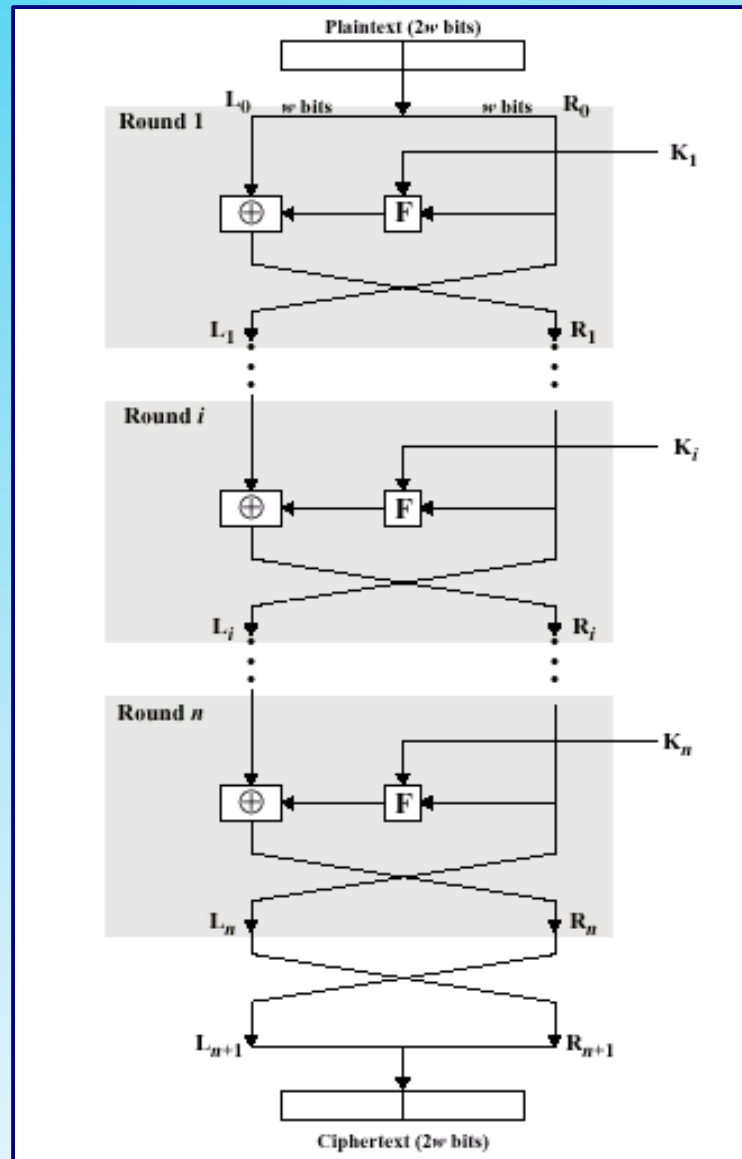 Plaintext (2w bits)
L₀ w bits w bits R₀
Round 1
K₁
⊕ F
L₁ R₁
Round i
Kᵢ
⊕ F
Lᵢ Rᵢ
Round n
Kₙ
⊕ F
Lₙ Rₙ
Lₙ₊₁ Rₙ₊₁
Ciphertext (2w bits)